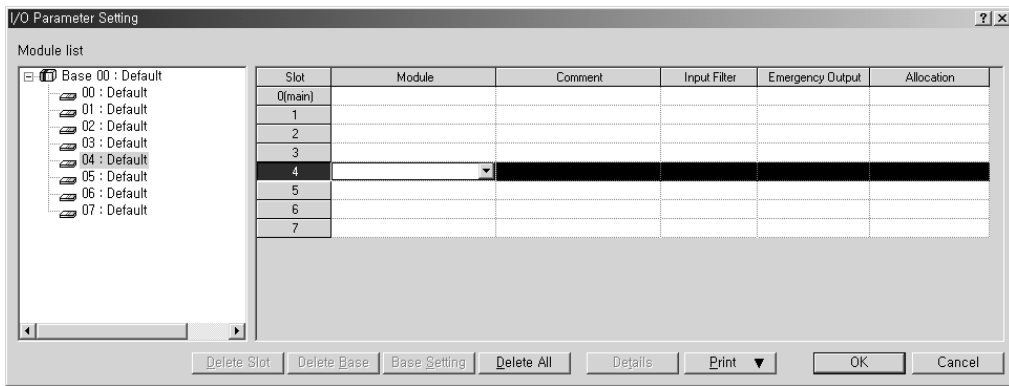 I/O Parameter Setting
Module list
Base 00 : Default
00 : Default
01 : Default
02 : Default
03 : Default
04 : Default
05 : Default
06 : Default
07 : Default
Slot Module Comment Input Filter Emergency Output Allocation
0(main)
1
2
3
4
5
6
7
Delete Slot Delete Base Base Setting Delete All Details Print ▼ OK Cancel